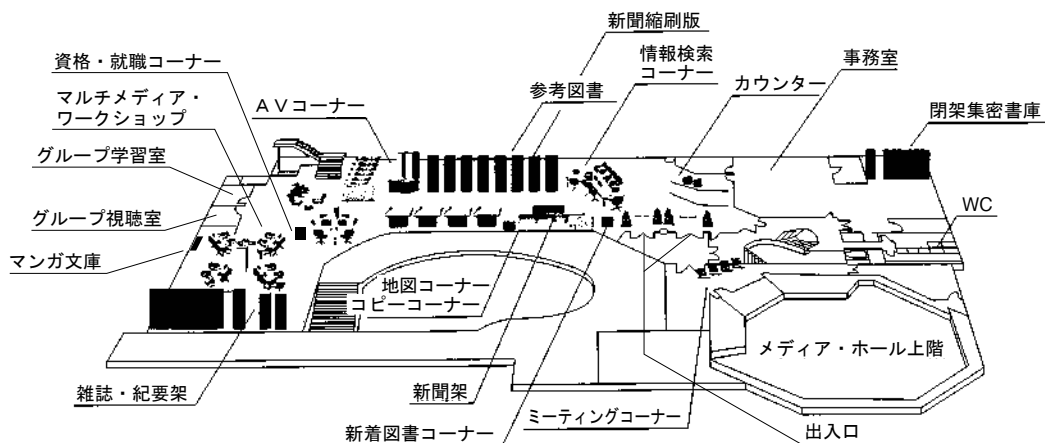 新聞縮刷版
資格・就職コーナー
情報検索
コーナー
事務室
マルチメディア・
ワークショップ
ＡＶコーナー
参考図書
カウンター
閉架集密書庫
グループ学習室
グループ視聴室
WC
マンガ文庫
地図コーナー
コピーコーナー
メディア・ホール上階
雑誌・紀要架
新聞架
ミーティングコーナー
新着図書コーナー
出入口